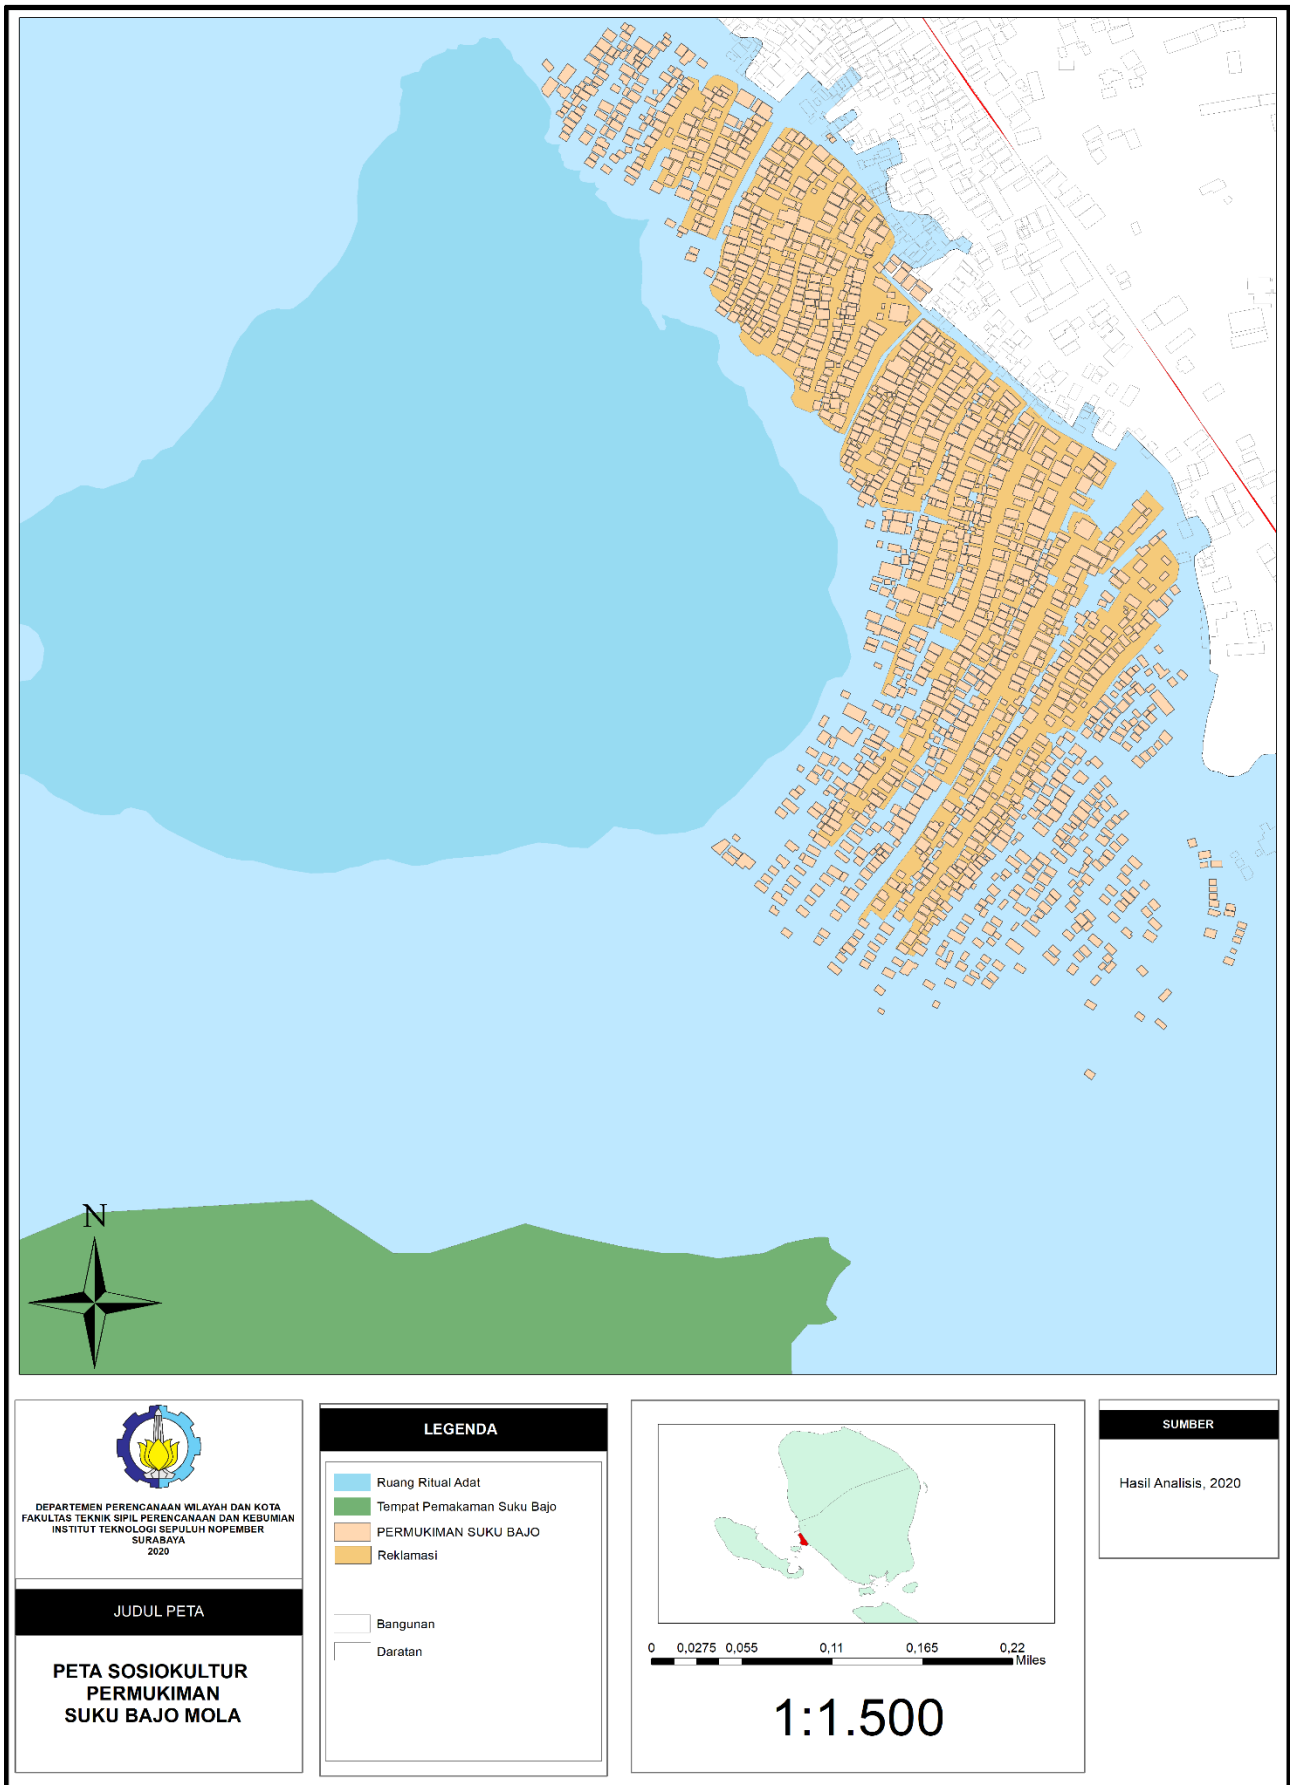 N
DEPARTEMEN PERENCANAAN WILAYAH DAN KOTA
FAKULTAS TEKNIK SIPIL PERENCANAAN DAN KEBUMIAN
INSTITUT TEKNOLOGI SEPULUH NOPEMBER
SURABAYA
2020
JUDUL PETA
PETA SOSIOKULTUR
PERMUKIMAN
SUKU BAJO MOLA
LEGENDA
Ruang Ritual Adat
Tempat Pemakaman Suku Bajo
PERMUKIMAN SUKU BAJO
Reklamasi
Bangunan
Daratan
0 0,0275 0,055 0,11 0,165 0,22
Miles
1:1.500
SUMBER
Hasil Analisis, 2020